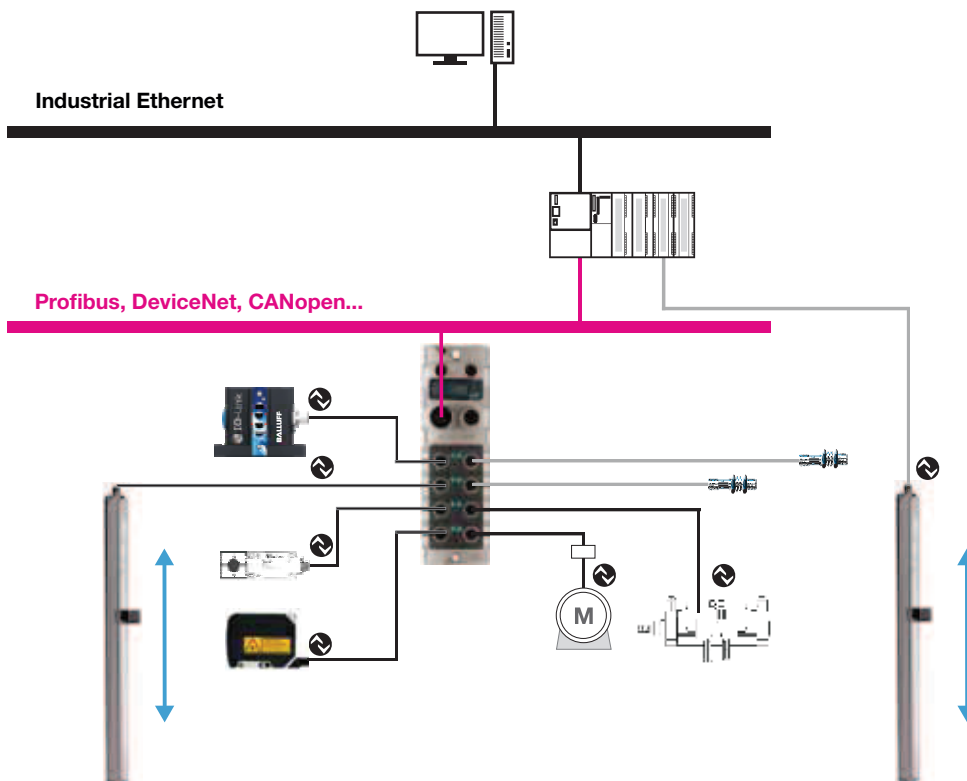 Industrial Ethernet
Profibus, DeviceNet, CANopen...
IO-Link
BALLUFF
M